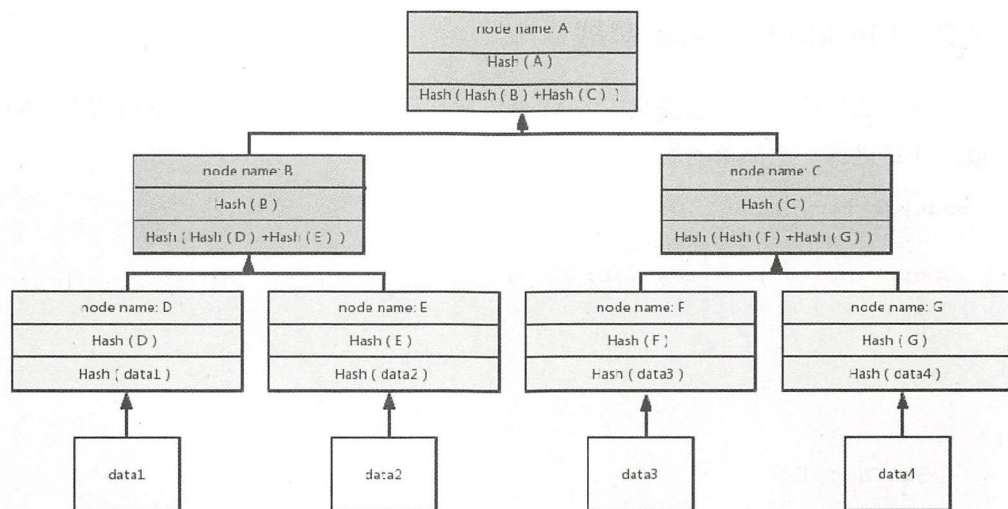 node name: A
Hash ( A )
Hash ( Hash ( B ) +Hash ( C ) )
node name: B
Hash ( B )
Hash ( Hash ( D ) +Hash ( E ) )
node name: C
Hash ( C )
Hash ( Hash ( F ) +Hash ( G ) )
node name: D
Hash ( D )
Hash ( data1 )
node name: E
Hash ( E )
Hash ( data2 )
node name: F
Hash ( F )
Hash ( data3 )
node name: G
Hash ( G )
Hash ( data4 )
data1
data2
data3
data4